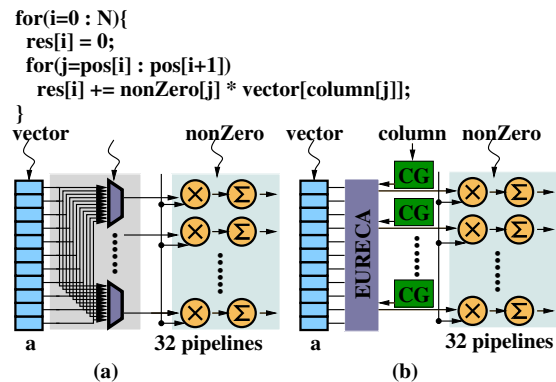 for(i=0 : N){
res[i] = 0;
for(j=pos[i] : pos[i+1])
res[i] += nonZero[j] * vector[column[j]];
}
vector nonZero vector column nonZero
× Σ
× Σ
× Σ
EURECA
CG
CG
CG
× Σ
× Σ
× Σ
a 32 pipelines a 32 pipelines
(a) (b)